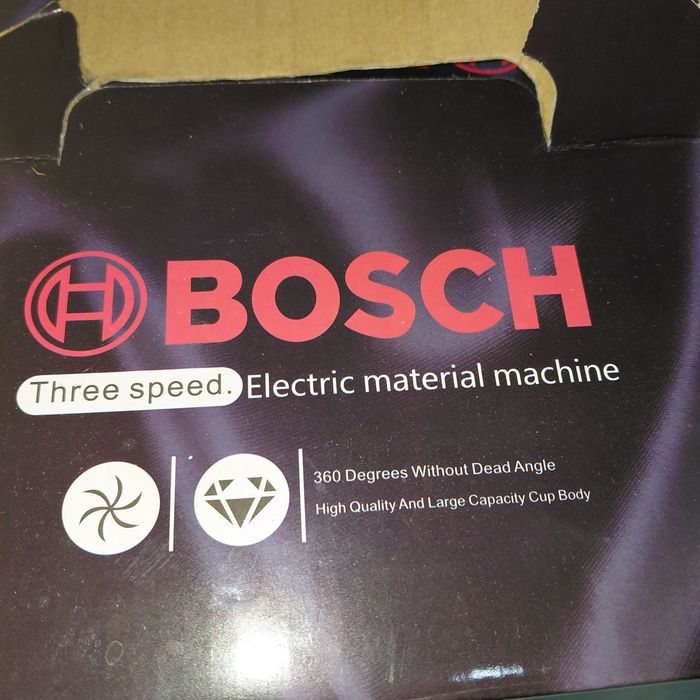 BOSCH
Three speed. Electric material machine
360 Degrees Without Dead Angle
High Quality And Large Capacity Cup Body